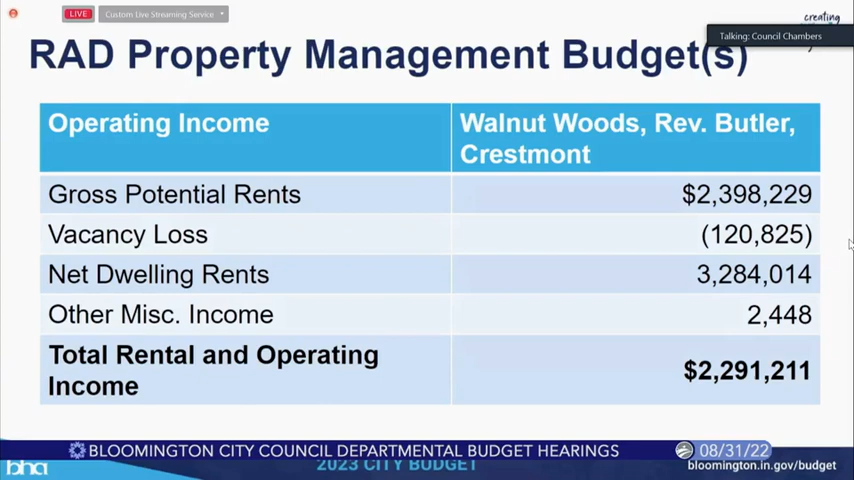 LIVE
Custom Live Streaming Service
creating
Talking: Council Chambers
RAD Property Management Budget(s)
Operating Income
Walnut Woods, Rev. Butler,
Crestmont
Gross Potential Rents
$2,398,229
Vacancy Loss
(120,825)
Net Dwelling Rents
3,284,014
Other Misc. Income
2,448
Total Rental and Operating
Income
$2,291,211
BLOOMINGTON CITY COUNCIL DEPARTMENTAL BUDGET HEARINGS
08/31/22
bha
2023 CITY BUDGET
bloomington.in.gov/budget